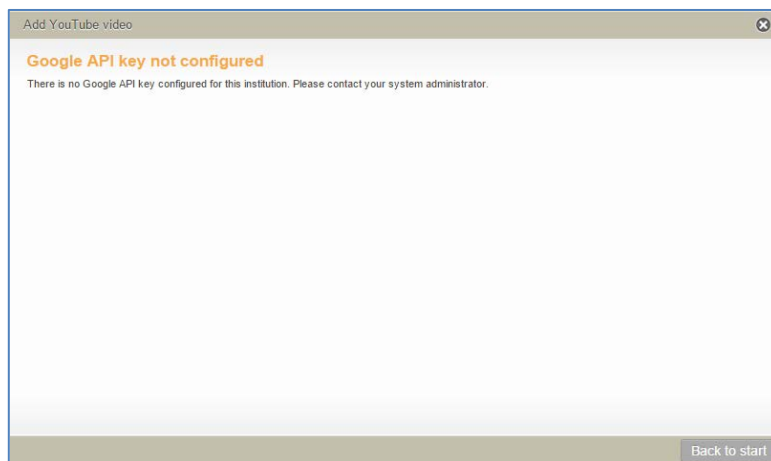 Add YouTube video
Google API key not configured
There is no Google API key configured for this institution. Please contact your system administrator.
Back to start